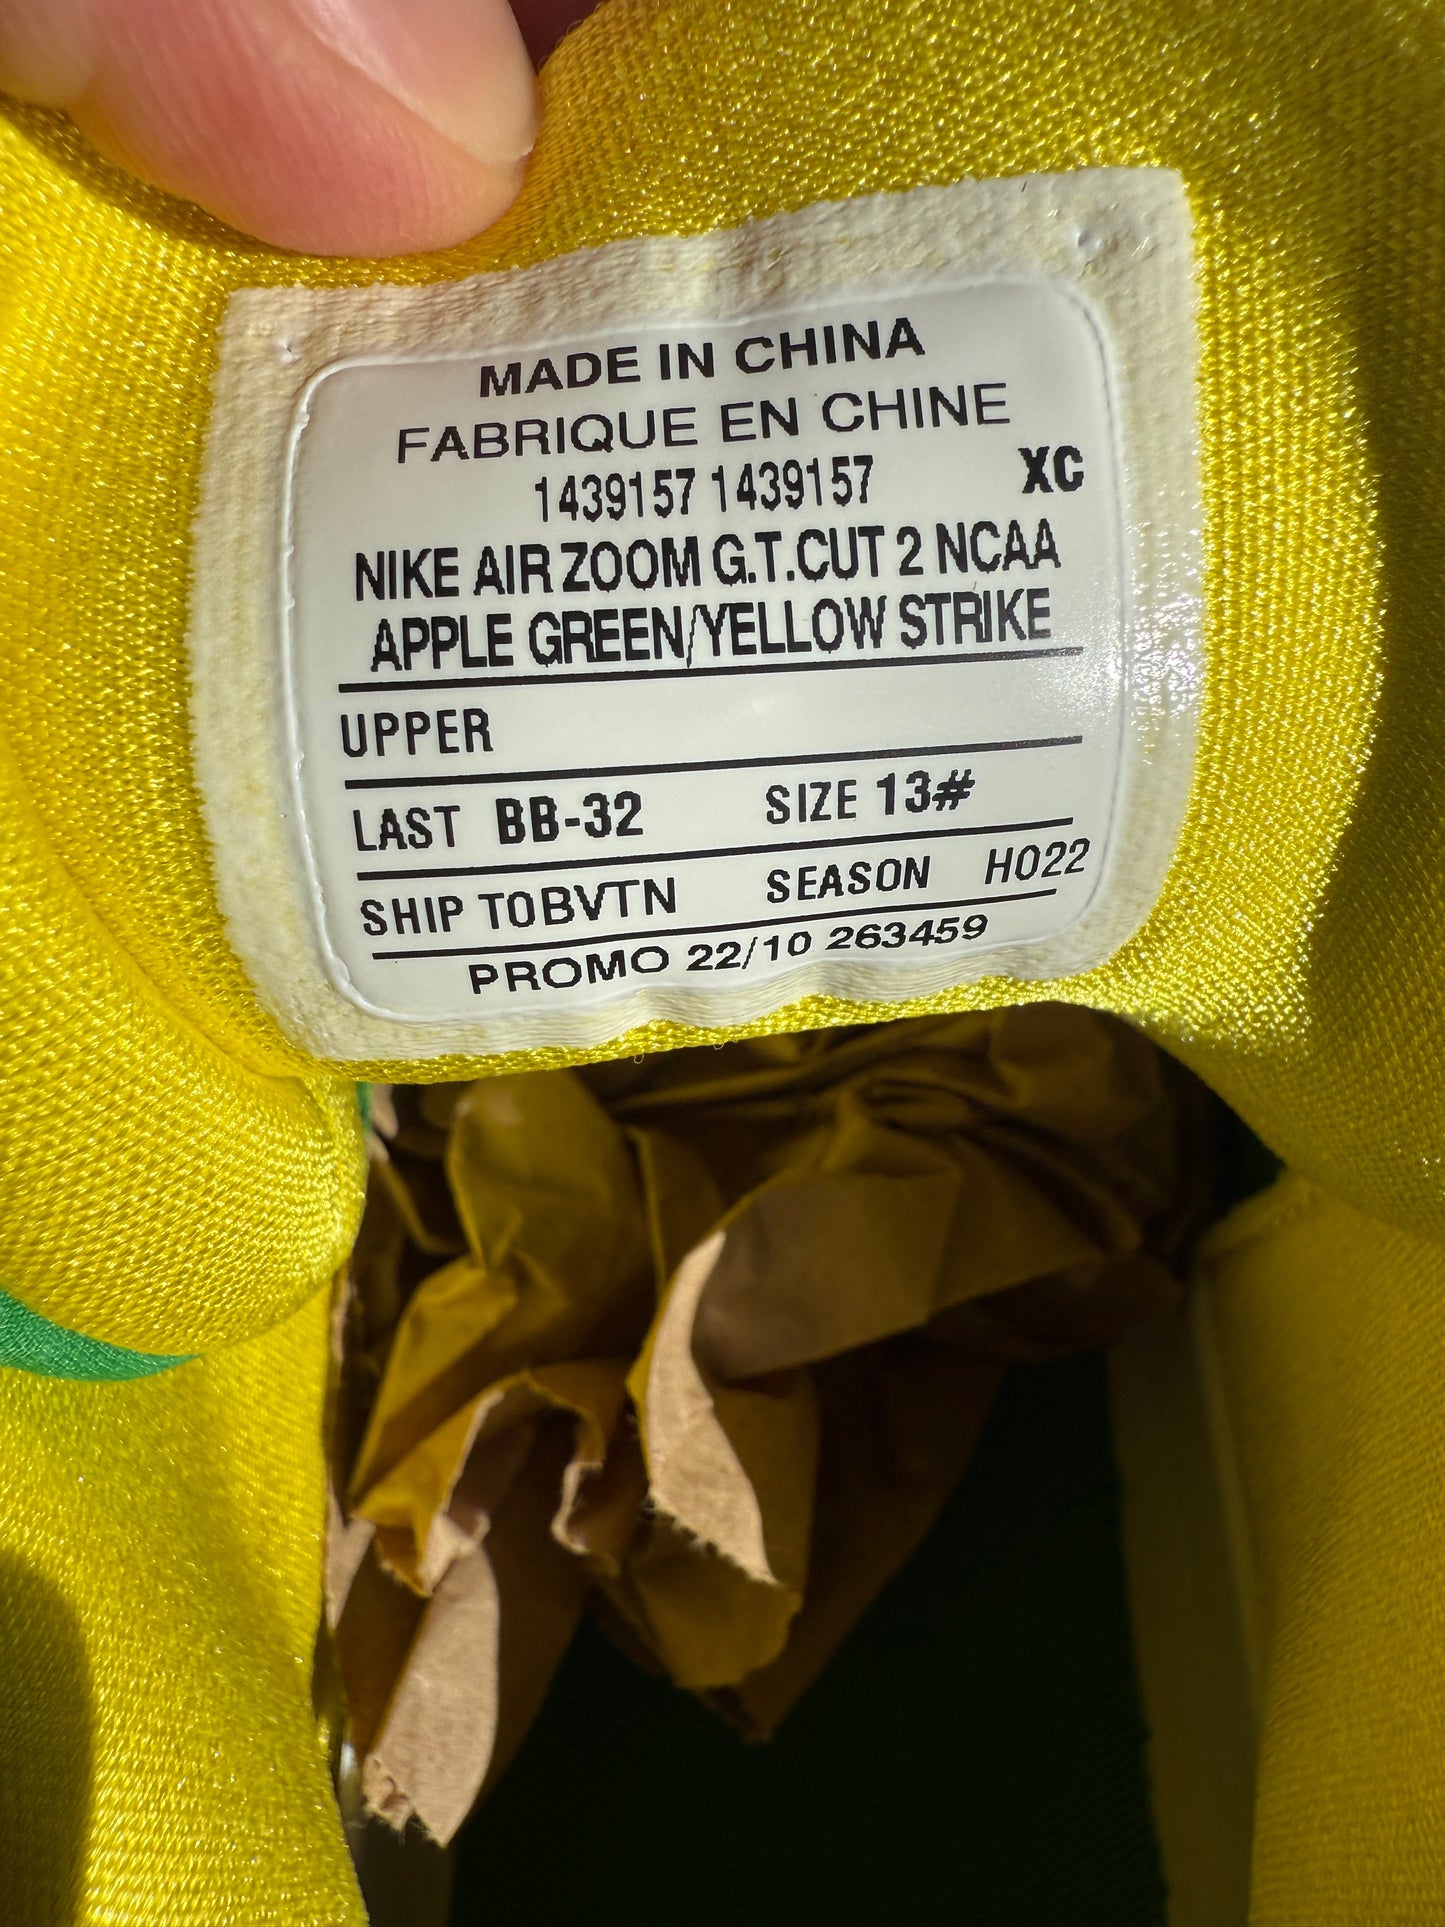 MADE IN CHINA
FABRIQUE EN CHINE
1439157 1439157 XC
NIKE AIR ZOOM G.T.CUT 2 NCAA
APPLE GREEN/YELLOW STRIKE
UPPER
LAST BB-32 SIZE 13#
SHIP TOBVTN SEASON HO22
PROMO 22/10 263459